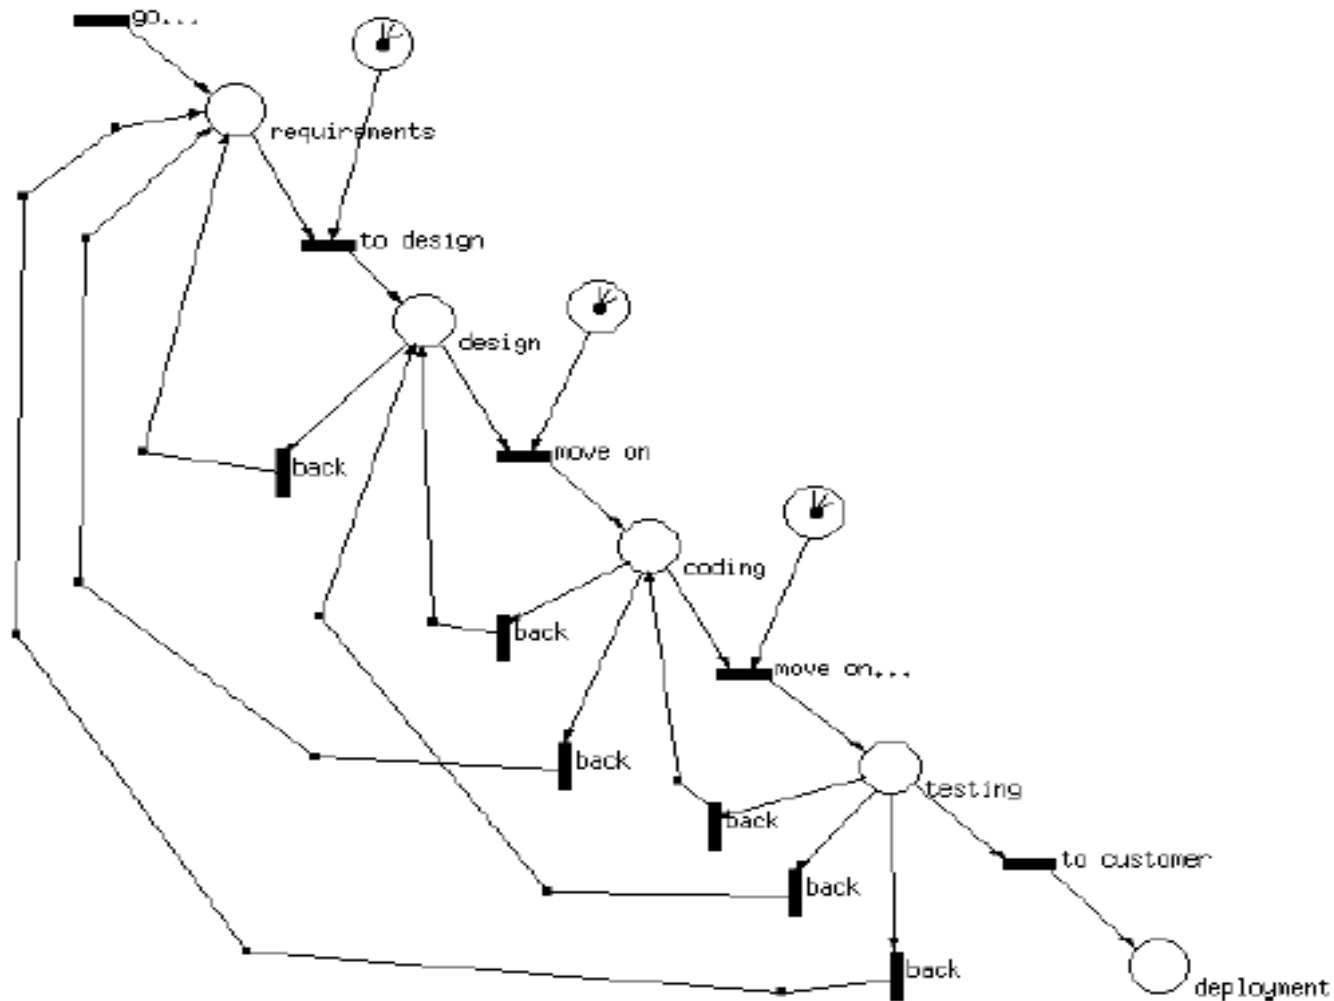 go...
requirements
to design
design
back
move on
coding
back
move on...
back
testing
back
to customer
back
back
deployment